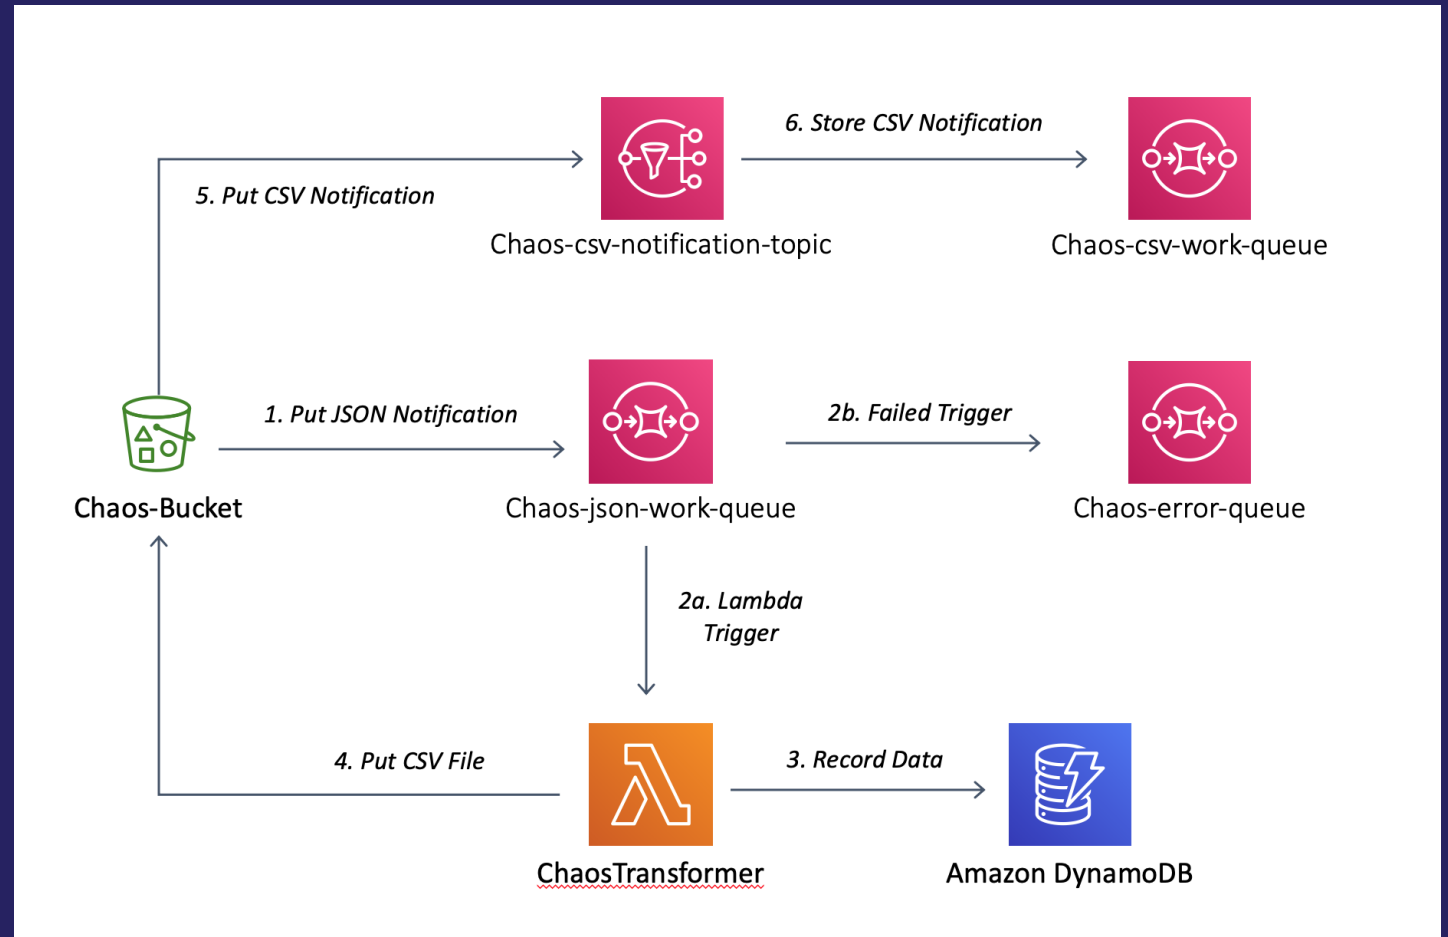 6. Store CSV Notification
5. Put CSV Notification
Chaos-csv-notification-topic
Chaos-csv-work-queue
1. Put JSON Notification
2b. Failed Trigger
Chaos-Bucket
Chaos-json-work-queue
Chaos-error-queue
2a. Lambda
Trigger
4. Put CSV File
3. Record Data
ChaosTransformer
Amazon DynamoDB